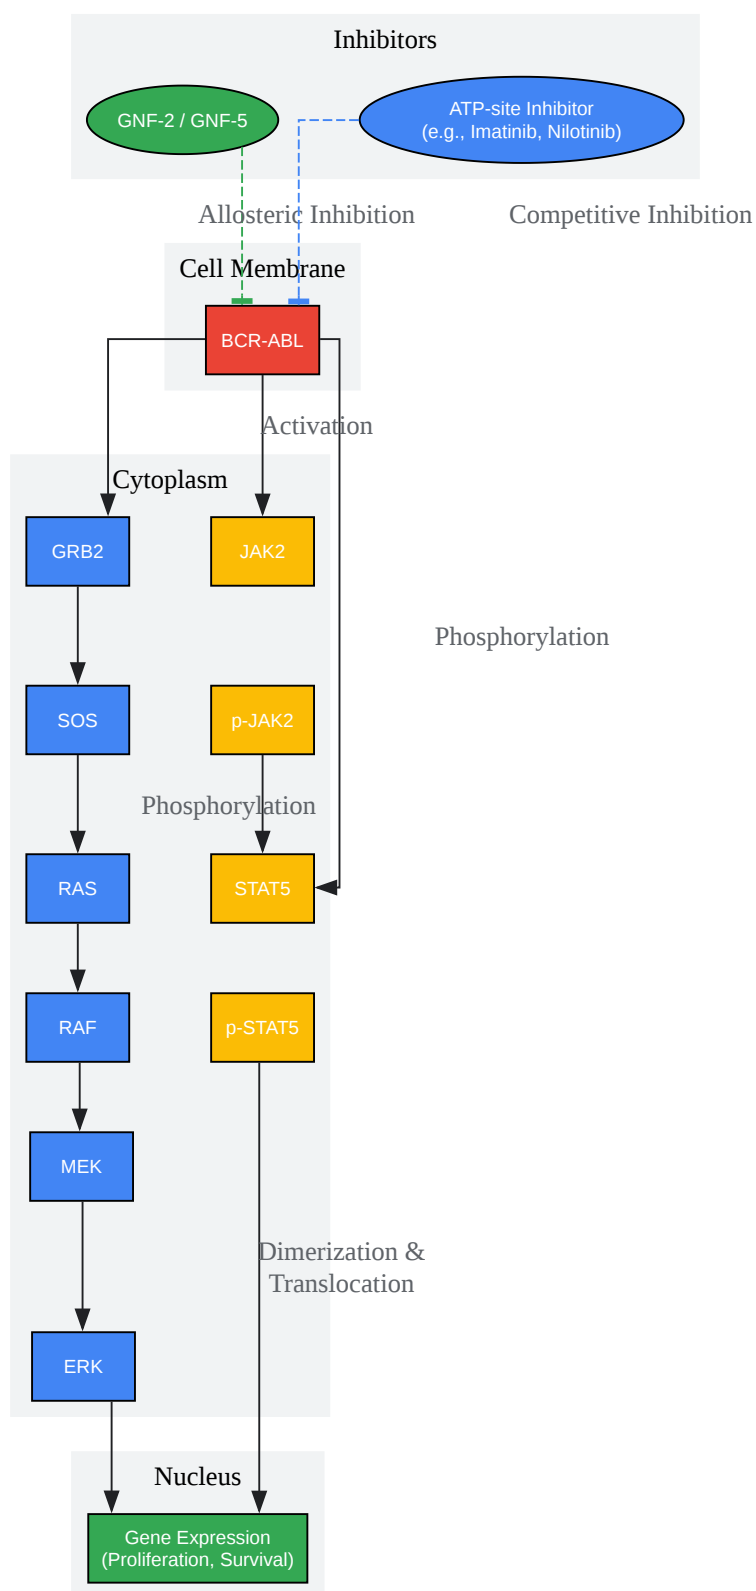 Inhibitors
GNF-2 / GNF-5
ATP-site Inhibitor
(e.g., Imatinib, Nilotinib)
Allosteric Inhibition
Competitive Inhibition
Cell Membrane
BCR-ABL
Activation
Cytoplasm
GRB2
JAK2
Phosphorylation
SOS
p-JAK2
Phosphorylation
RAS
STAT5
RAF
p-STAT5
MEK
Dimerization &
Translocation
ERK
Nucleus
Gene Expression
(Proliferation, Survival)